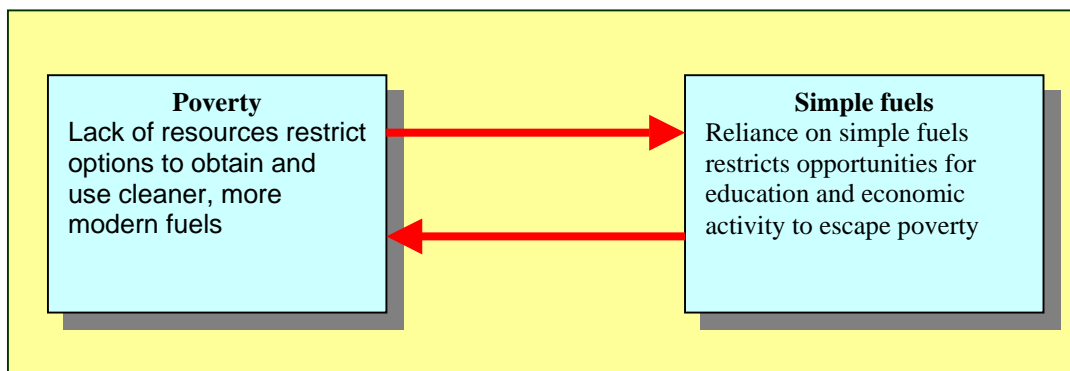 Poverty
Lack of resources restrict
options to obtain and
use cleaner, more
modern fuels
Simple fuels
Reliance on simple fuels
restricts opportunities for
education and economic
activity to escape poverty